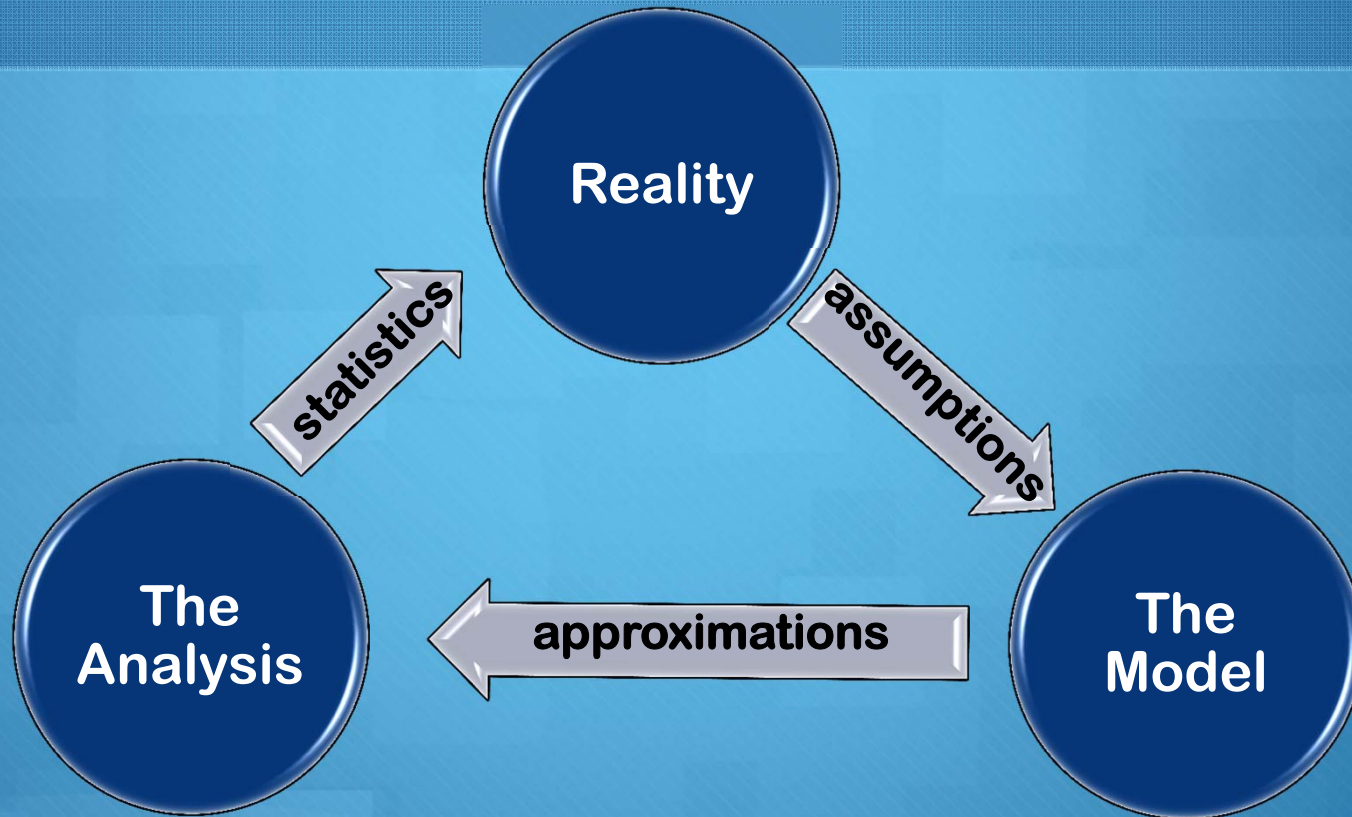 Reality
statistics
assumptions
The
Analysis
approximations
The
Model